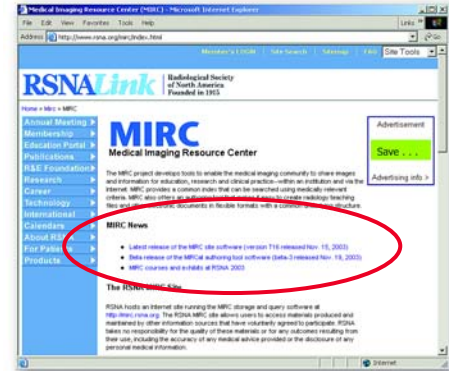 Medical Imaging Resource Center (MIRC) - Microsoft Internet Explorer
File Edit View Favorites Tools Help
Links
Address http://www.rsna.org/mirc/index.html
Go
Member's LOGIN | Site Search | Sitemap | FAQ Site Tools
RSNALink
Radiological Society
of North America
Founded in 1915
Home > Mirc > MIRC
Annual Meeting
Membership
Education Portal
Publications
R&E Foundation
Research
Career
Technology
International
Calendars
About RSNA
For Patients
Products
MIRC
Medical Imaging Resource Center
The MIRC project develops tools to enable the medical imaging community to share images
and information for education, research and clinical practice--within an institution and via the
Internet. MIRC provides a common index that can be searched using medically relevant
criteria. MIRC also offers an authoring tool that makes it easy to create radiology teaching
files and other electronic documents in flexible formats with a common underlying structure.
MIRC News
Latest release of the MIRC site software (version T16 released Nov. 15, 2003)
Beta release of the MIRCat authoring tool software (beta-3 released Nov. 18, 2003)
MIRC courses and exhibits at RSNA 2003
The RSNA MIRC Site
RSNA hosts an Internet site running the MIRC storage and query software at
http://mirc.rsna.org. The RSNA MIRC site allows users to access materials produced and
maintained by other information sources that have voluntarily agreed to participate. RSNA
takes no responsibility for the quality of these materials or for any outcomes resulting from
their use, including the accuracy of any medical advice provided or the disclosure of any
personal medical information.
Advertisement
Save . . .
Advertising info >
Internet